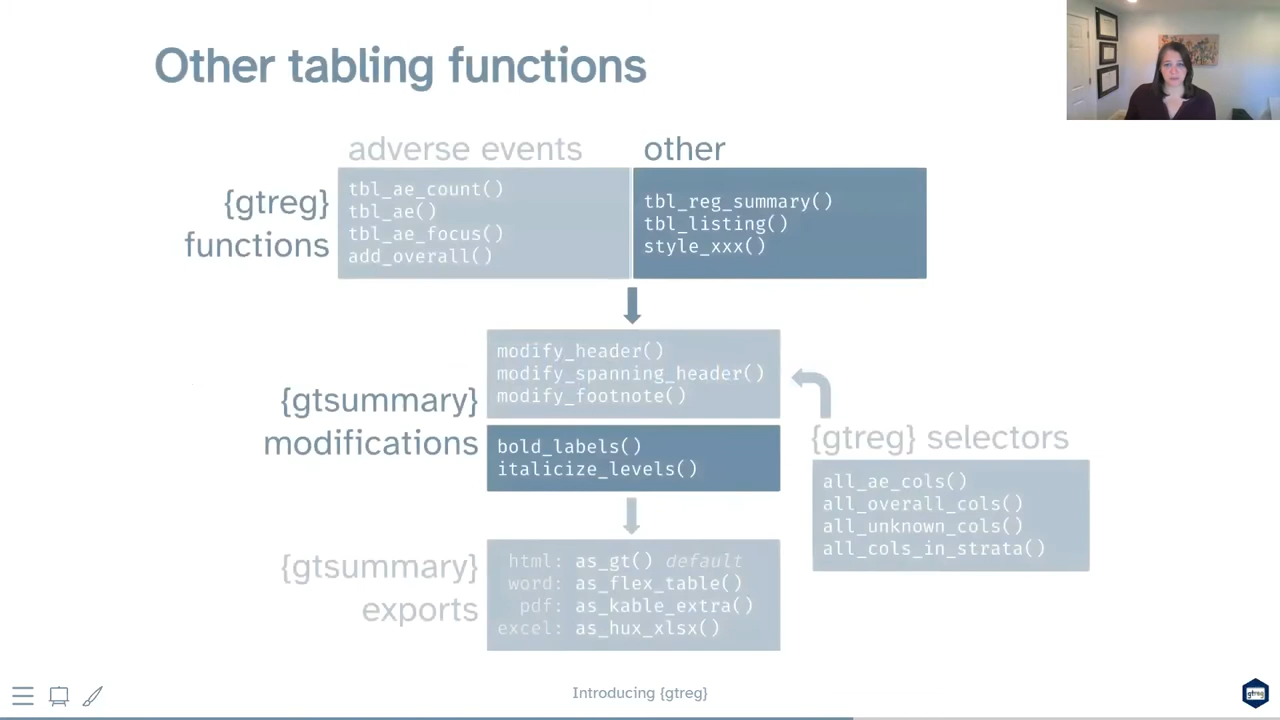 Other tabling functions
adverse events
other
{gtreg}
functions
tbl_ae_count()
tbl_ae()
tbl_ae_focus()
add_overall()
tbl_reg_summary()
tbl_listing()
style_xxx()
{gtsummary}
modifications
modify_header()
modify_spanning_header()
modify_footnote()
bold_labels()
italicize_levels()
{gtreg} selectors
all_ae_cols()
all_overall_cols()
all_unknown_cols()
all_cols_in_strata()
{gtsummary}
exports
html: as_gt() default
word: as_flex_table()
pdf: as_kable_extra()
excel: as_hux_xlsx()
Introducing {gtreg}
gtreg